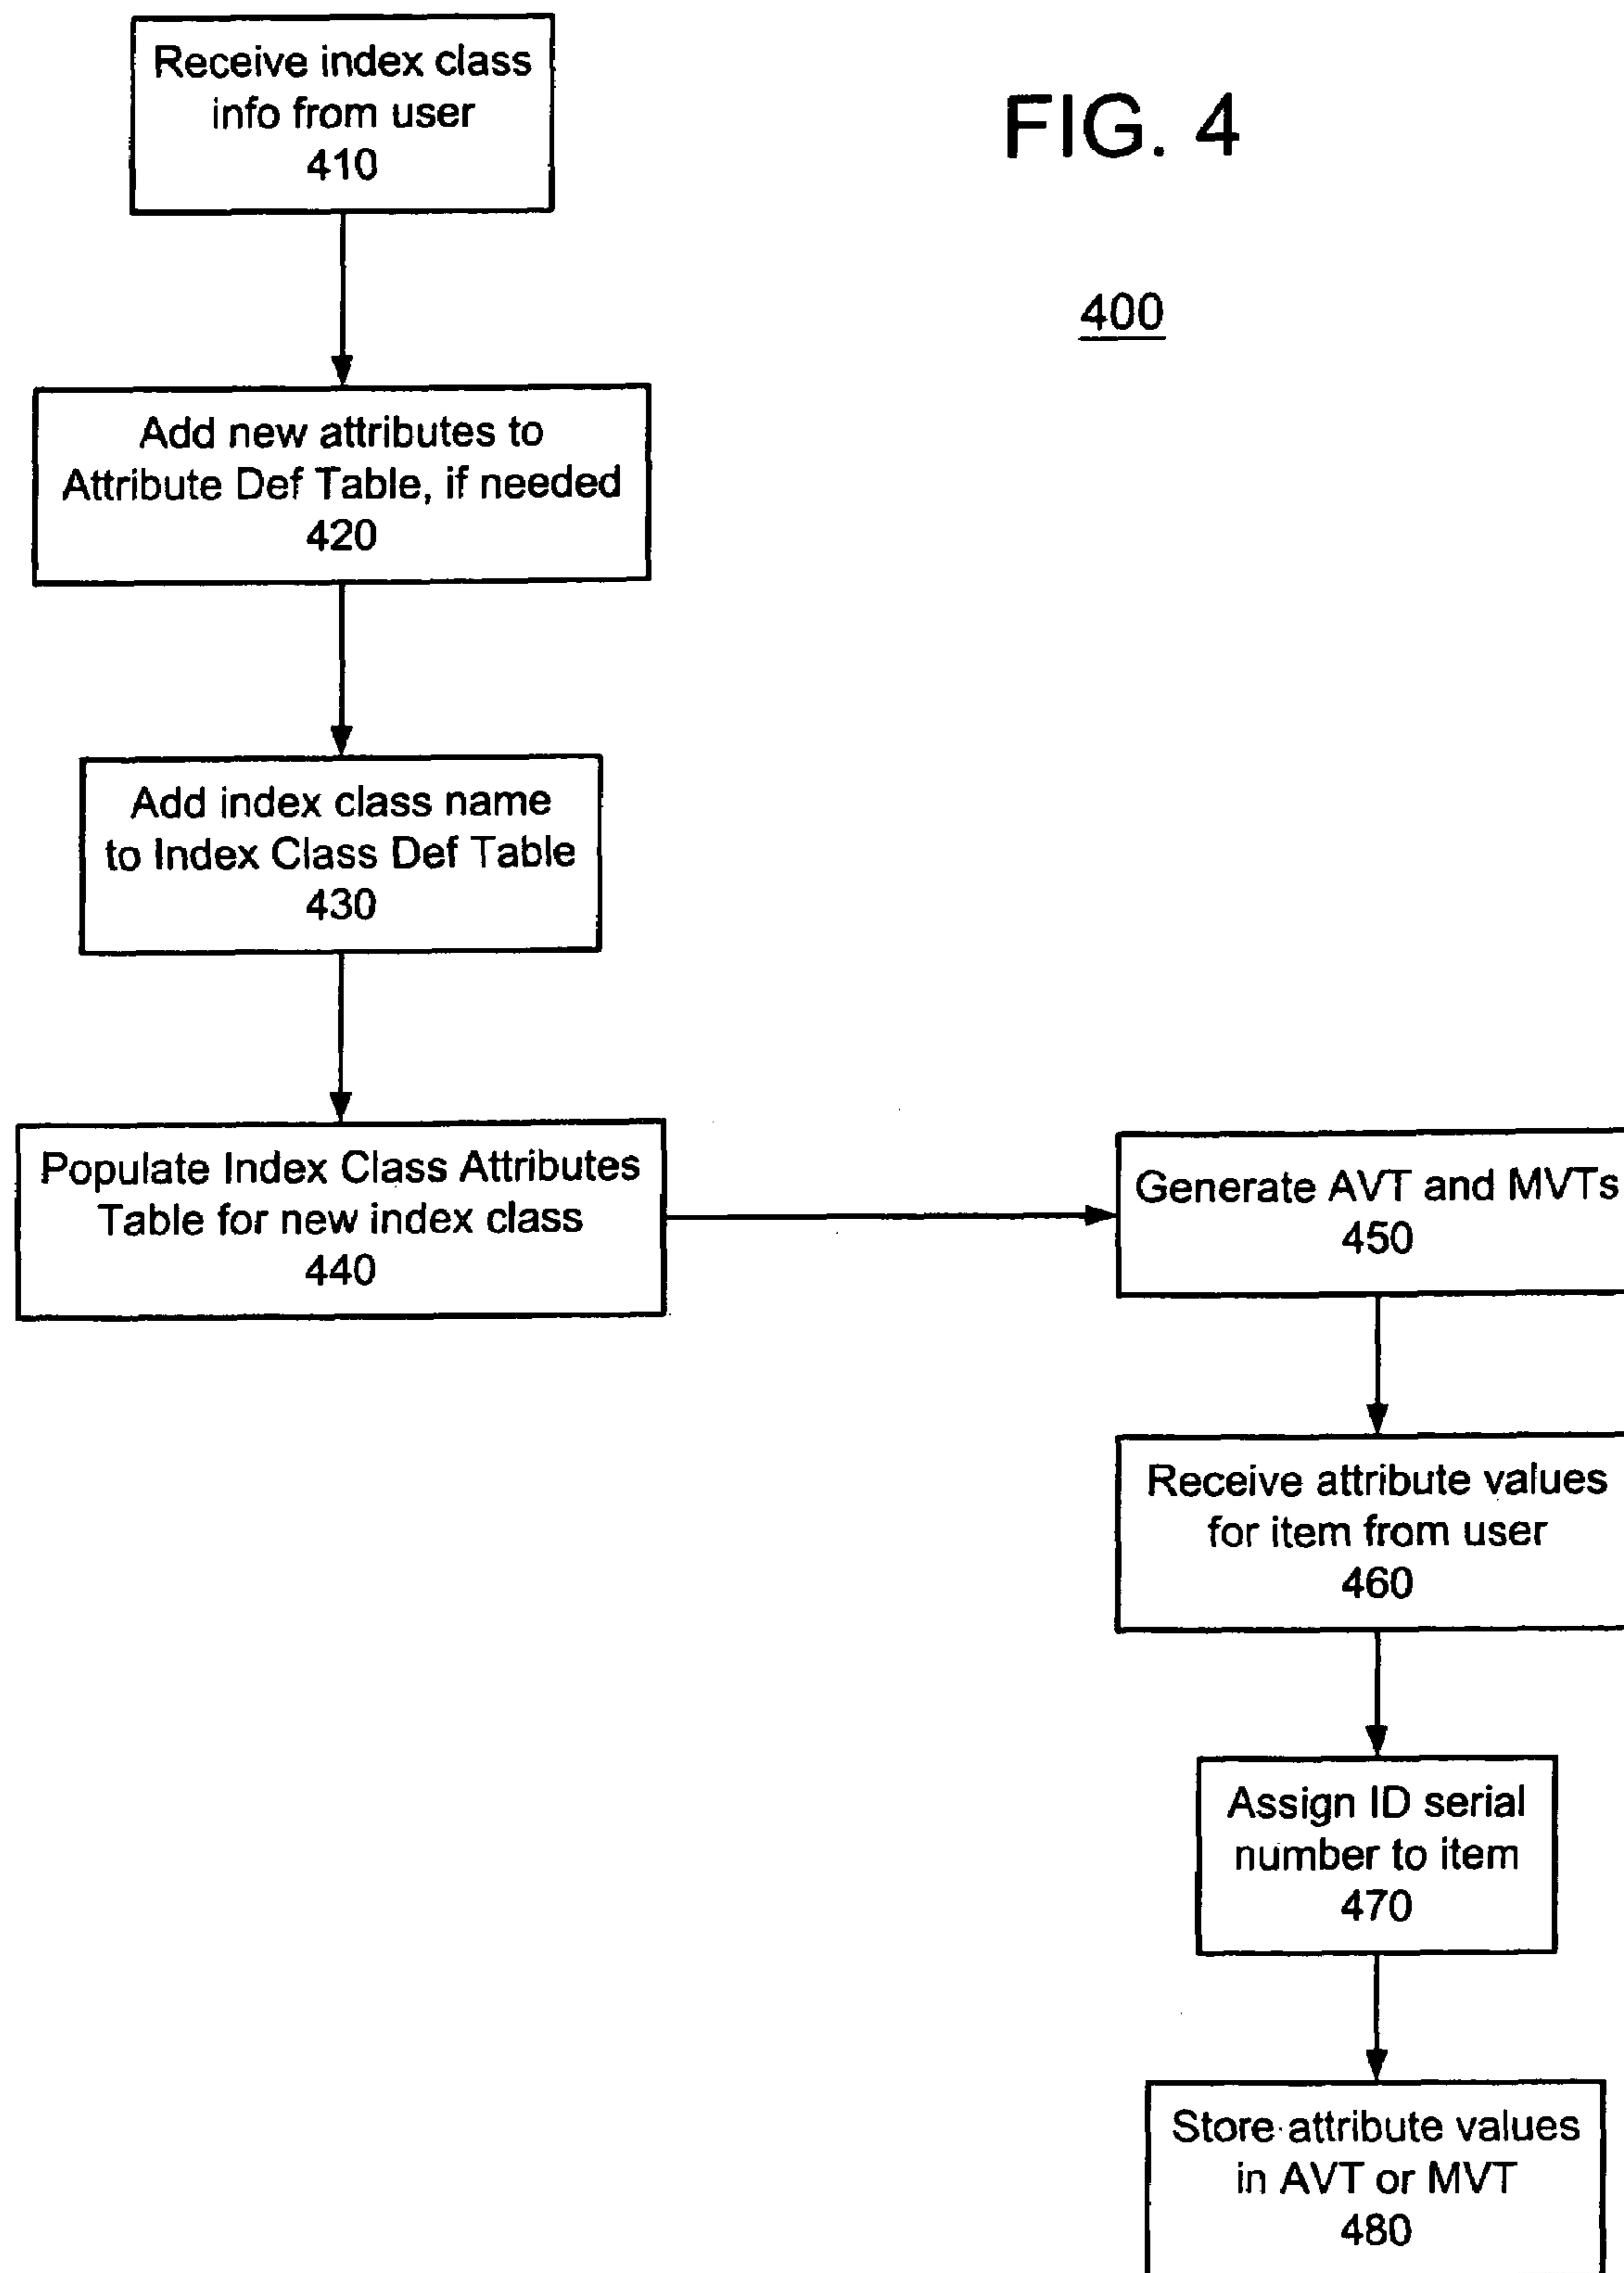 FIG. 4
400
Receive index class
info from user
410
Add new attributes to
Attribute Def Table, if needed
420
Add index class name
to Index Class Def Table
430
Populate Index Class Attributes
Table for new index class
440
Generate AVT and MVTs
450
Receive attribute values
for item from user
460
Assign ID serial
number to item
470
Store attribute values
in AVT or MVT
480